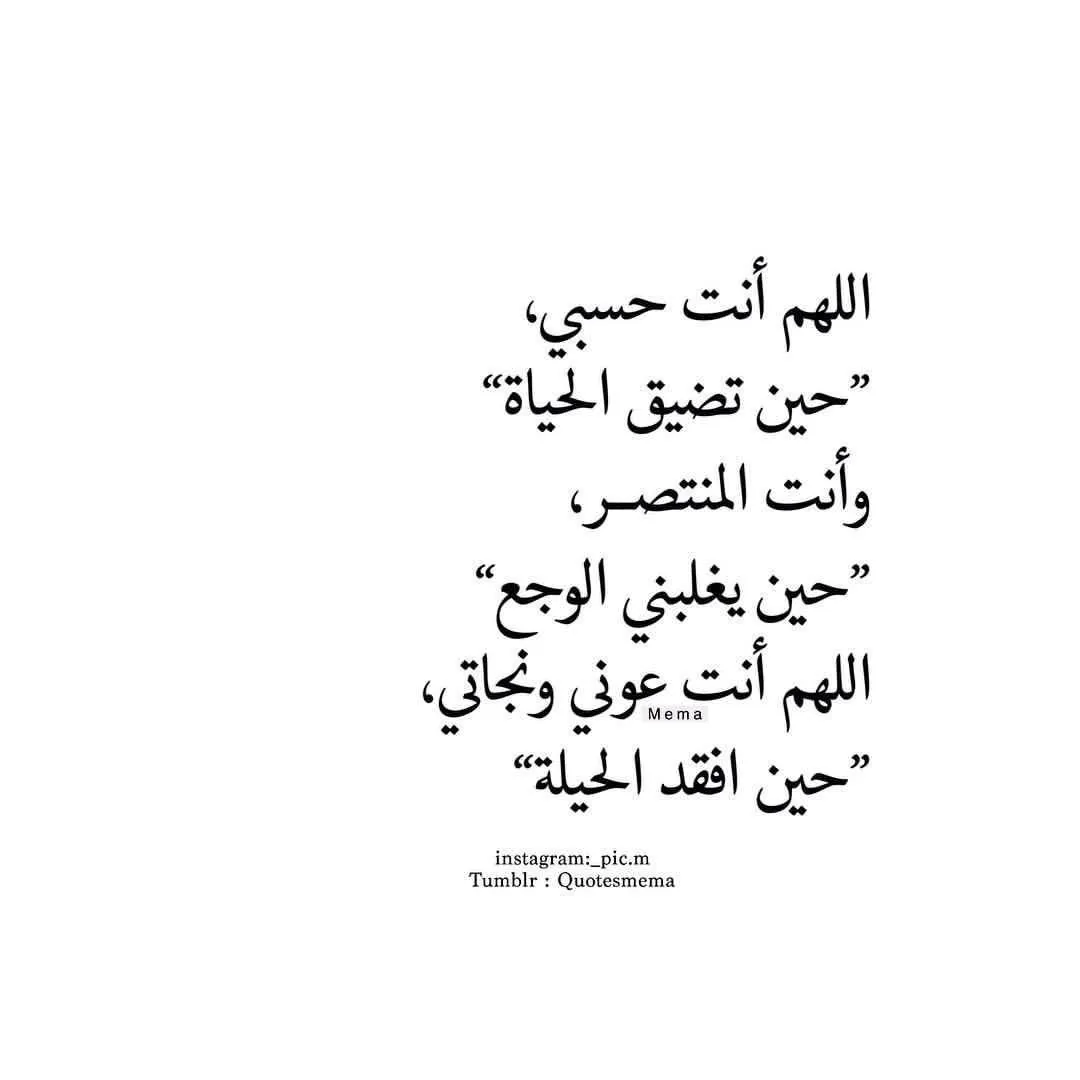 اللهم أنت حسبي،
”حين تضيق الحياة“
وأنت المنتصـر،
”حين يغلبني الوجع“
اللهم أنت عوني ونجاتي،
Mema
”حين افقد الحيلة“
instagram:_pic.m
Tumblr : Quotesmema